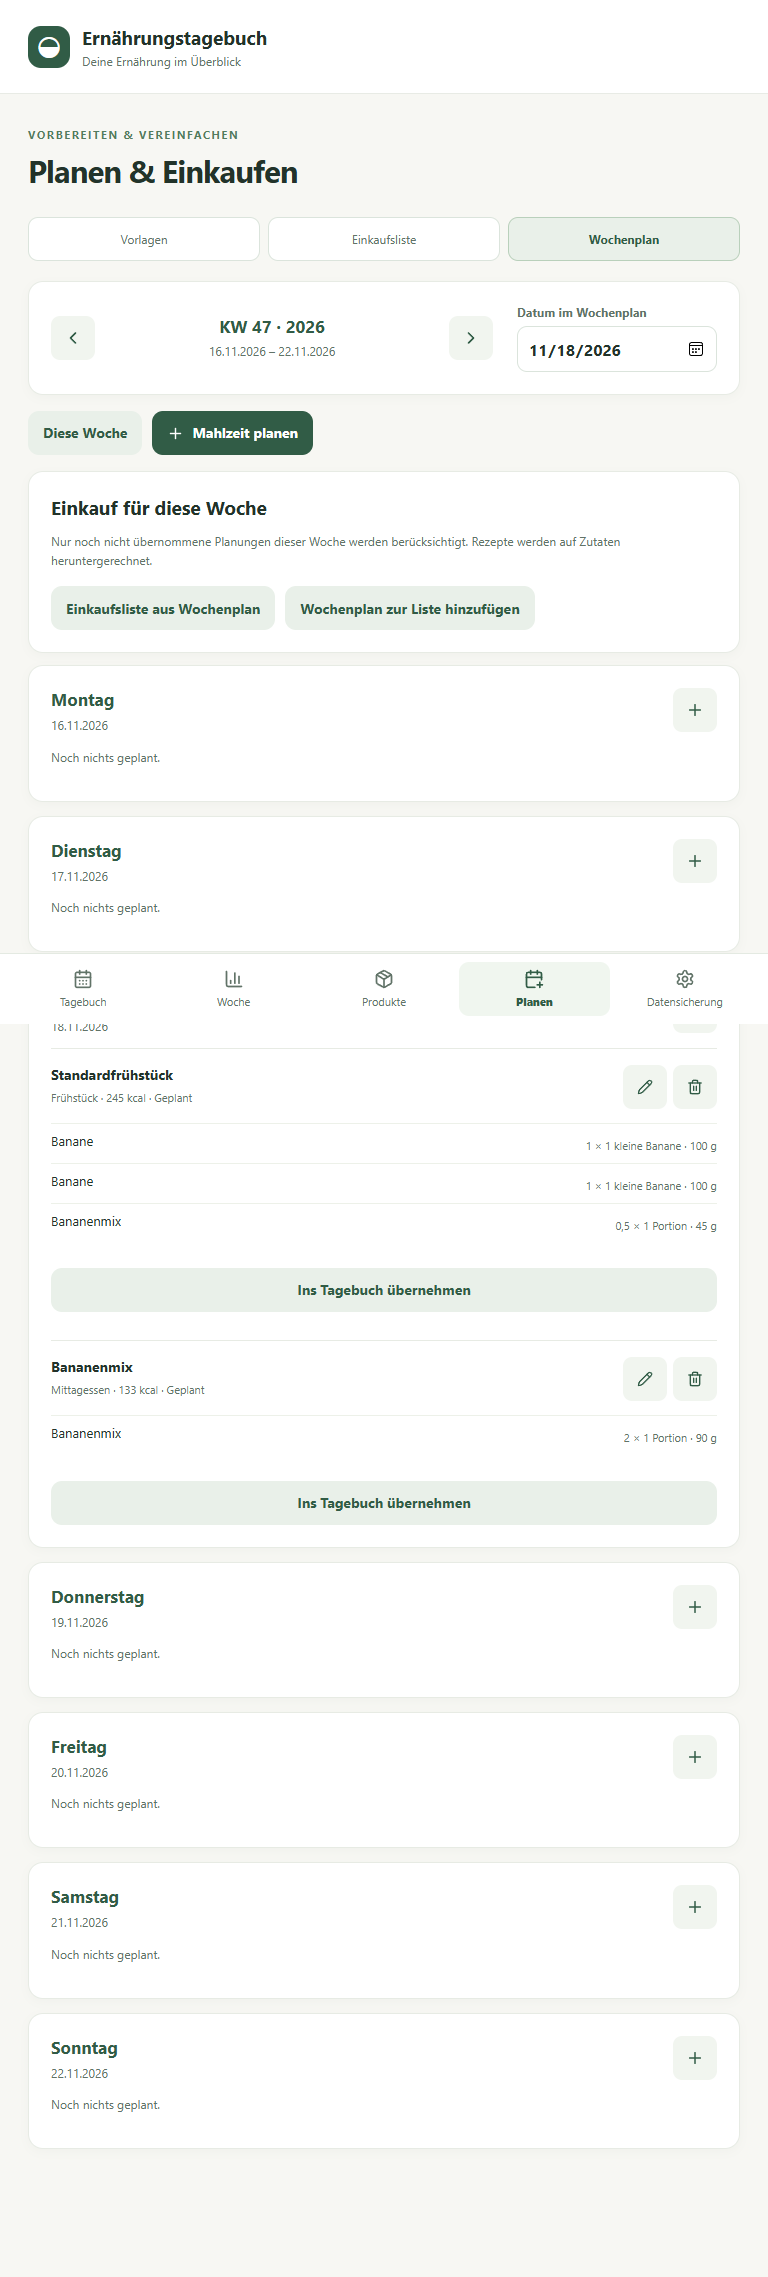 Ernährungstagebuch
Deine Ernährung im Überblick
VORBEREITEN & VEREINFACHEN
Planen & Einkaufen
Vorlagen
Einkaufsliste
Wochenplan
KW 47 · 2026
16.11.2026 – 22.11.2026
Datum im Wochenplan
11/18/2026
Diese Woche
Mahlzeit planen
Einkauf für diese Woche
Nur noch nicht übernommene Planungen dieser Woche werden berücksichtigt. Rezepte werden auf Zutaten
heruntergerechnet.
Einkaufsliste aus Wochenplan
Wochenplan zur Liste hinzufügen
Montag
16.11.2026
Noch nichts geplant.
Dienstag
17.11.2026
Noch nichts geplant.
Tagebuch
Woche
Produkte
Planen
Datensicherung
18.11.2026
Standardfrühstück
Frühstück · 245 kcal · Geplant
Banane
1 × 1 kleine Banane · 100 g
Banane
1 × 1 kleine Banane · 100 g
Bananenmix
0,5 × 1 Portion · 45 g
Ins Tagebuch übernehmen
Bananenmix
Mittagessen · 133 kcal · Geplant
Bananenmix
2 × 1 Portion · 90 g
Ins Tagebuch übernehmen
Donnerstag
19.11.2026
Noch nichts geplant.
Freitag
20.11.2026
Noch nichts geplant.
Samstag
21.11.2026
Noch nichts geplant.
Sonntag
22.11.2026
Noch nichts geplant.